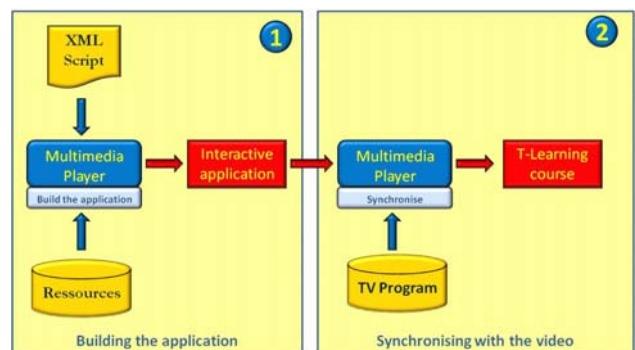 1
XML
Script
Multimedia
Player
Build the application
Interactive
application
Ressources
Building the application
2
Multimedia
Player
Synchronise
T-Learning
course
TV Program
Synchronising with the video